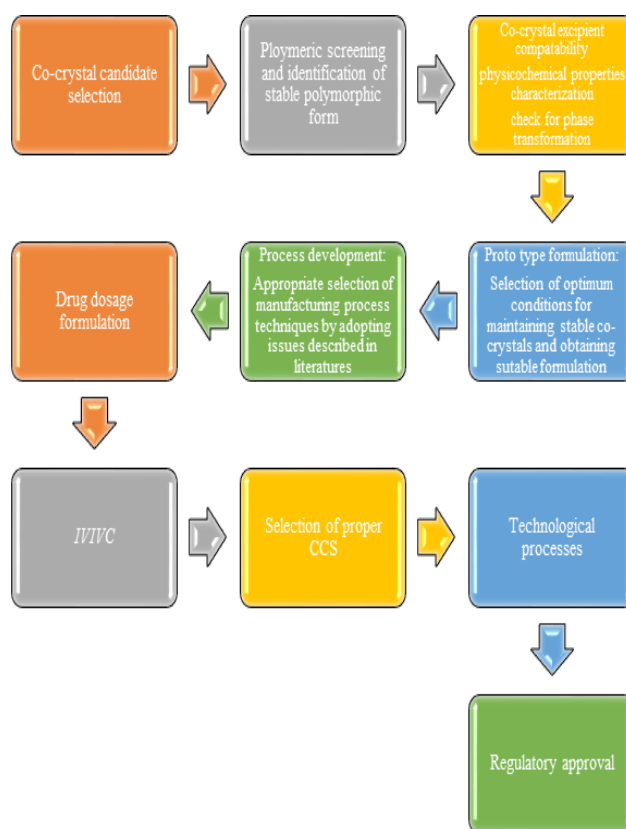 Co-crystal candidate
selection
Ploymeric screening
and identification of
stable polymorphic
form
Co-crystal excipient
compatability
physicochemical properties
characterization
check for phase
transformation
Proto type formulation:
Selection of optimum
conditions for
maintaining stable co-
crystals and obtaining
sutable formulation
Process development:
Appropriate selection of
manufacturing process
techniques by adopting
issues described in
literatures
Drug dosage
formulation
IVIVC
Selection of proper
CCS
Technological
processes
Regulatory approval